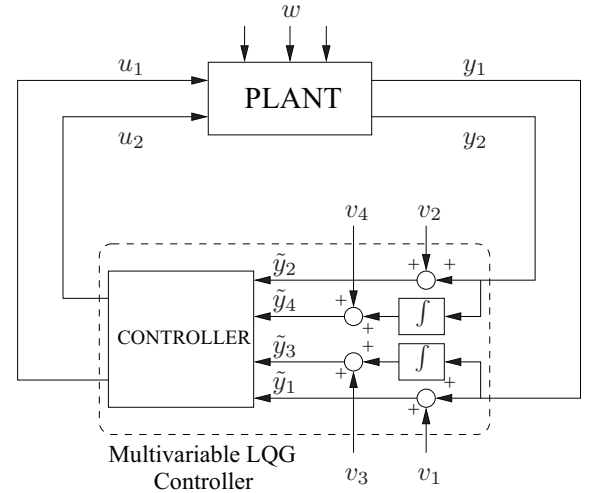 w
u₁
y₁
PLANT
u₂
y₂
v₄
v₂
+
+
ỹ₂
ỹ₄
+
+
∫
CONTROLLER
ỹ₃
+
+
∫
ỹ₁
+
+
Multivariable LQG
Controller
v₃
v₁